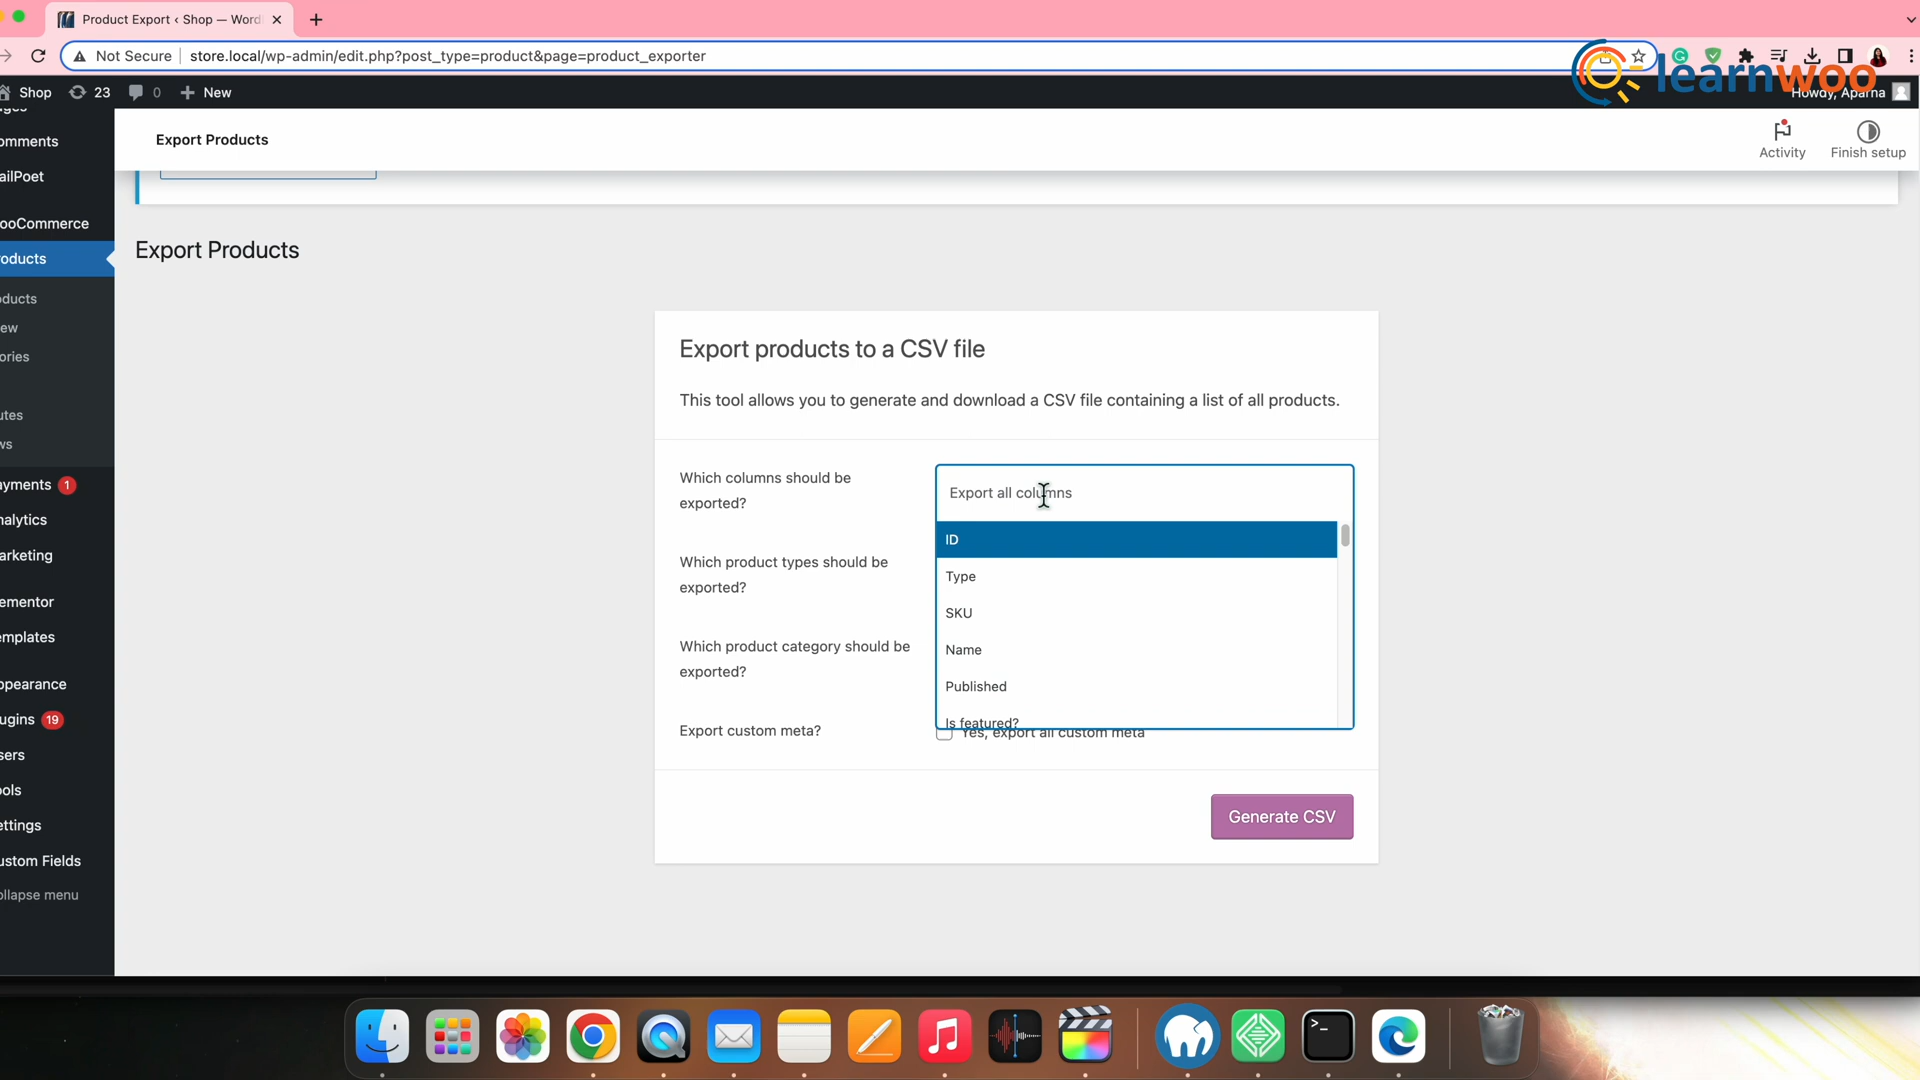 Product Export ‹ Shop — Word
Not Secure
store.local/wp-admin/edit.php?post_type=product&page=product_exporter
learnwoo
Shop
23
0
New
Howdy, Aparna
Export Products
Activity
Finish setup
omments
ailPoet
ooCommerce
oducts
oducts
ew
ories
utes
ws
ayments 1
nalytics
arketing
ementor
emplates
ppearance
ugins 19
sers
ols
ettings
ustom Fields
ollapse menu
Export Products
Export products to a CSV file
This tool allows you to generate and download a CSV file containing a list of all products.
Which columns should be
exported?
Export all columns
ID
Type
SKU
Name
Published
Is featured?
Which product types should be
exported?
Which product category should be
exported?
Export custom meta?
Yes, export all custom meta
Generate CSV